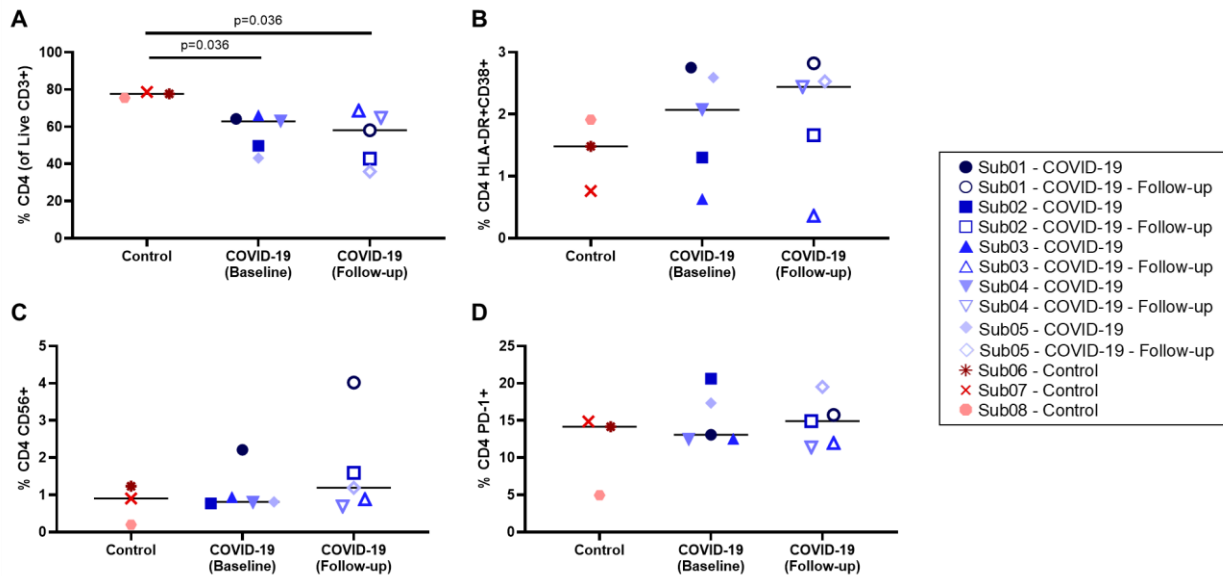 A
p=0.036
p=0.036
% CD4 (of Live CD3+)
100
80
60
40
20
0
Control
COVID-19
(Baseline)
COVID-19
(Follow-up)
B
% CD4 HLA-DR+CD38+
3
2
1
0
Control
COVID-19
(Baseline)
COVID-19
(Follow-up)
C
% CD4 CD56+
5
4
3
2
1
0
Control
COVID-19
(Baseline)
COVID-19
(Follow-up)
D
% CD4 PD-1+
25
20
15
10
5
0
Control
COVID-19
(Baseline)
COVID-19
(Follow-up)
Sub01 - COVID-19
Sub01 - COVID-19 - Follow-up
Sub02 - COVID-19
Sub02 - COVID-19 - Follow-up
Sub03 - COVID-19
Sub03 - COVID-19 - Follow-up
Sub04 - COVID-19
Sub04 - COVID-19 - Follow-up
Sub05 - COVID-19
Sub05 - COVID-19 - Follow-up
Sub06 - Control
Sub07 - Control
Sub08 - Control